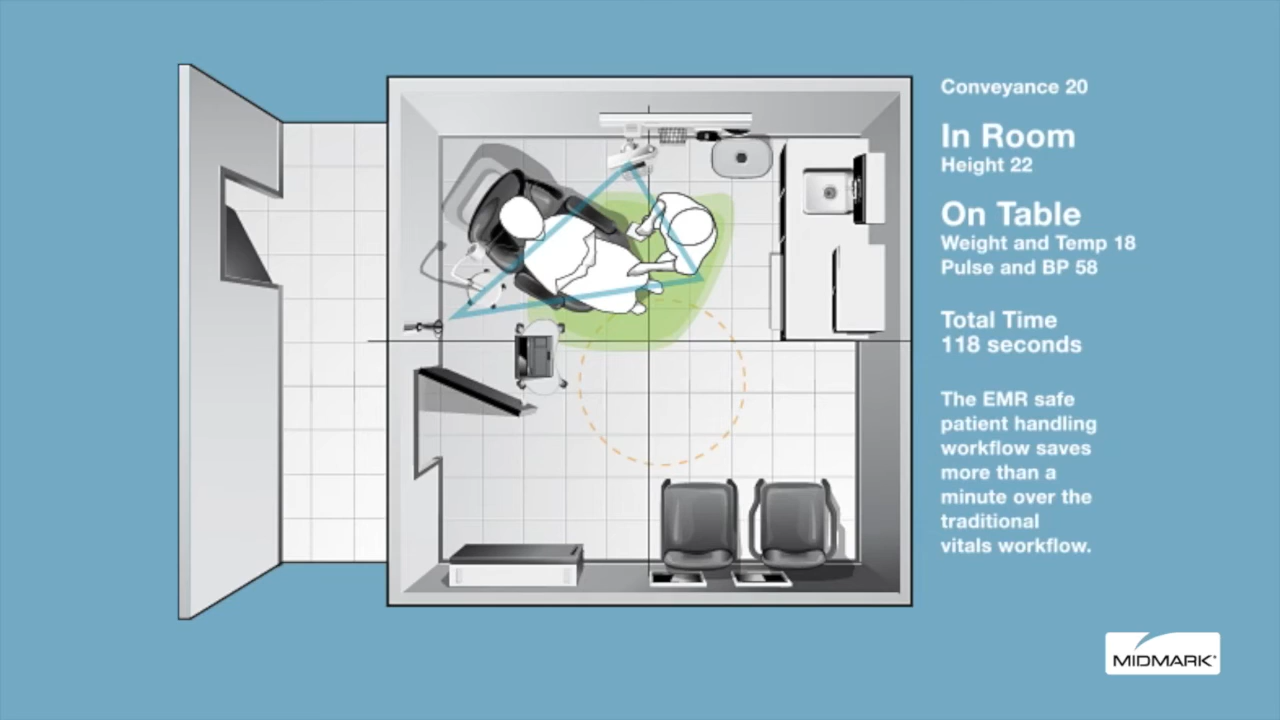 Conveyance 20
In Room
Height 22
On Table
Weight and Temp 18
Pulse and BP 58
Total Time
118 seconds
The EMR safe
patient handling
workflow saves
more than a
minute over the
traditional
vitals workflow.
MIDMARK